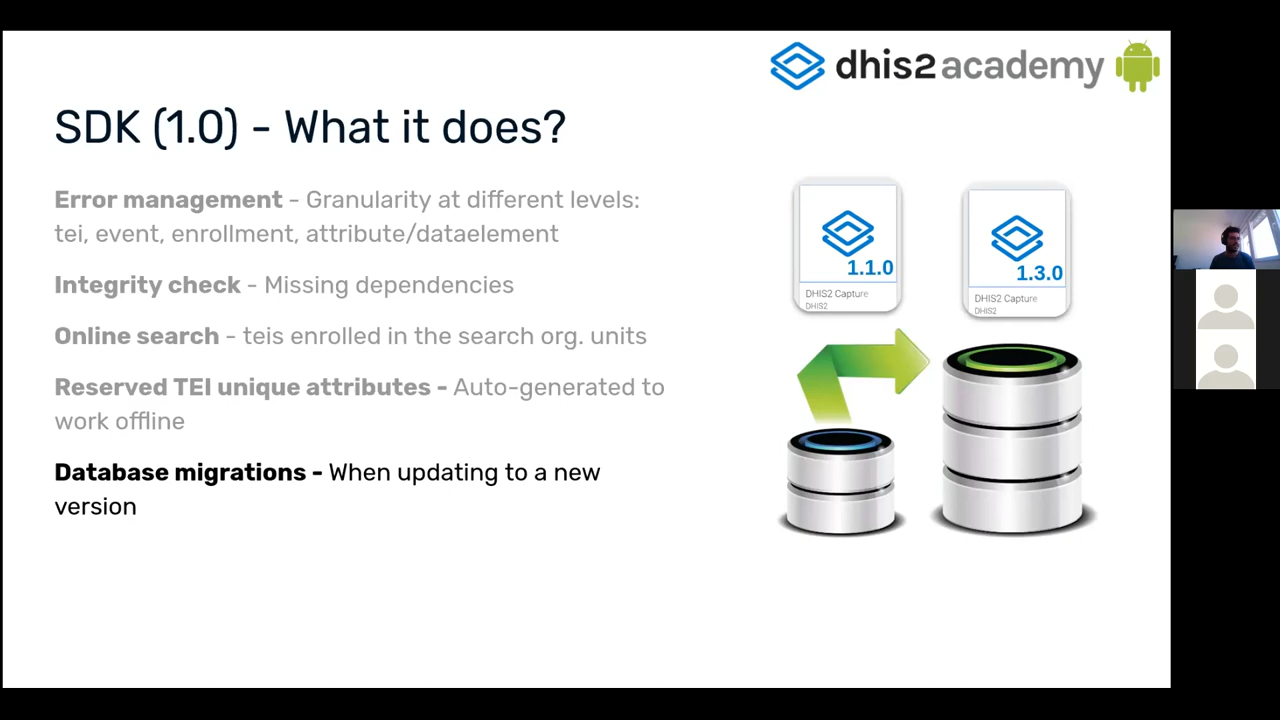 dhis2 academy
SDK (1.0) - What it does?
Error management - Granularity at different levels:
tei, event, enrollment, attribute/dataelement
Integrity check - Missing dependencies
Online search - teis enrolled in the search org. units
Reserved TEI unique attributes - Auto-generated to
work offline
Database migrations - When updating to a new
version
1.1.0
DHIS2 Capture
DHIS2
1.3.0
DHIS2 Capture
DHIS2